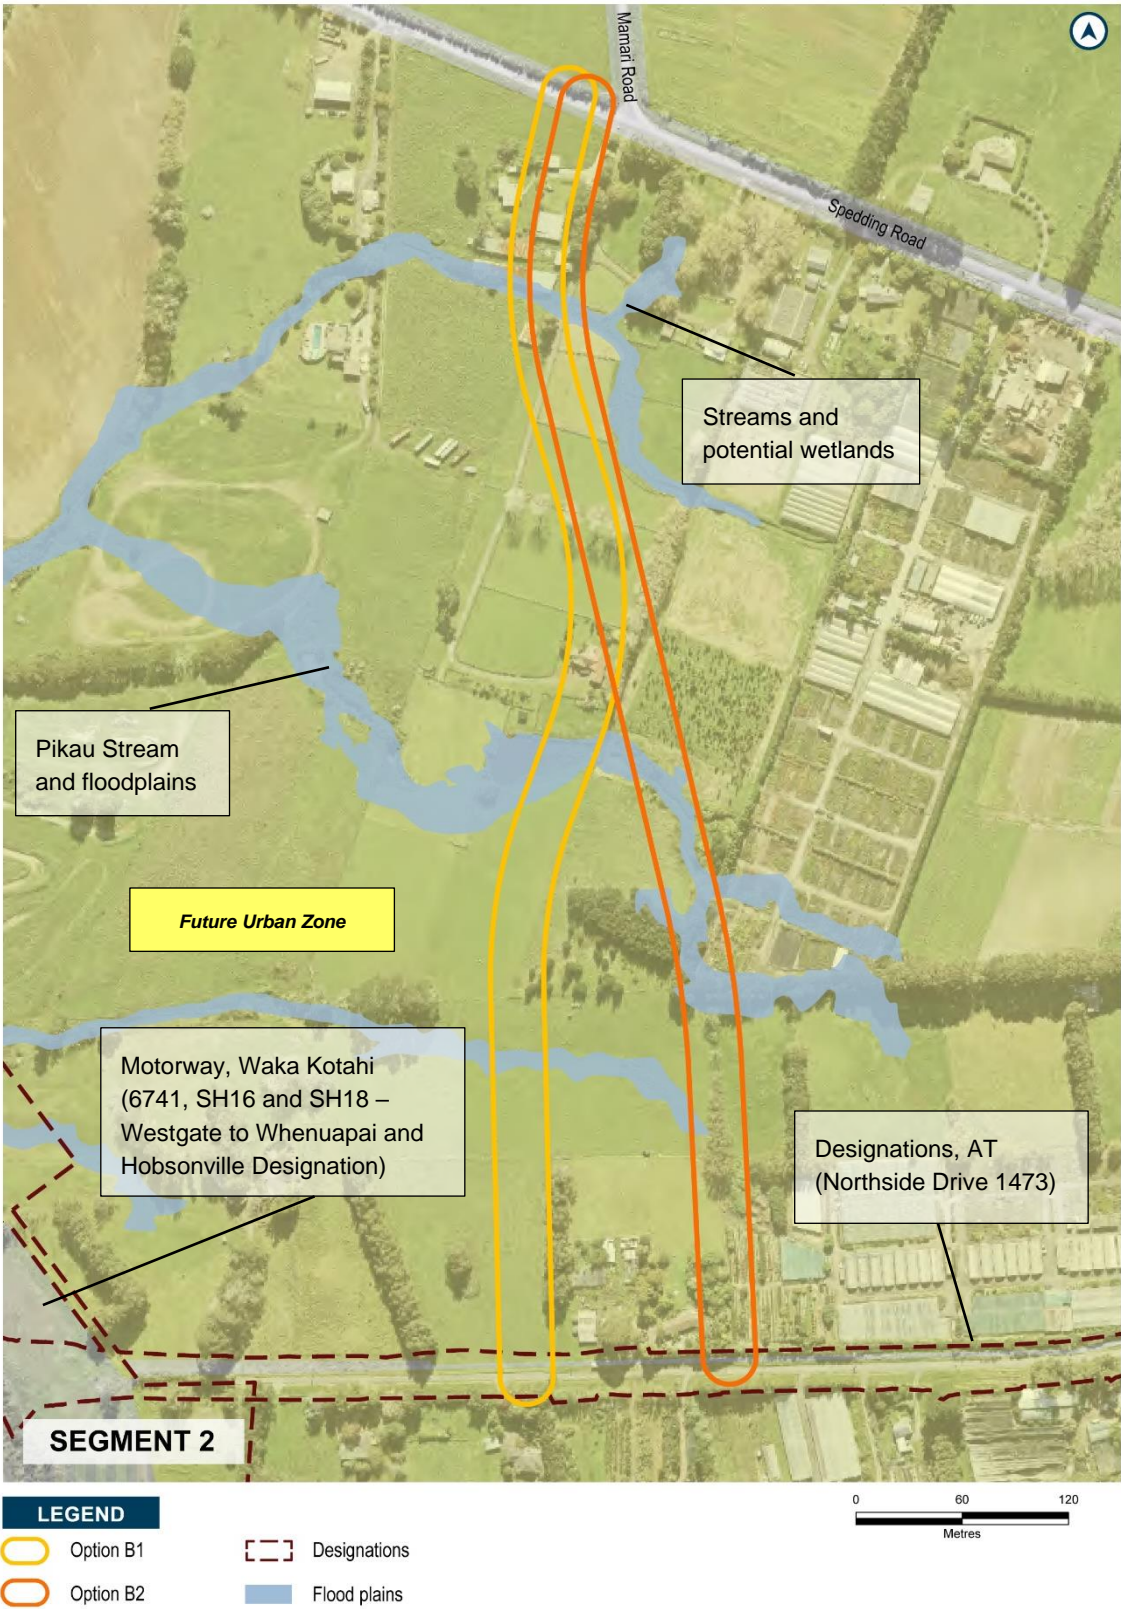 Mamari Road
Spedding Road
Streams and
potential wetlands
Pikau Stream
and floodplains
Future Urban Zone
Motorway, Waka Kotahi
(6741, SH16 and SH18 –
Westgate to Whenuapai and
Hobsonville Designation)
Designations, AT
(Northside Drive 1473)
SEGMENT 2
LEGEND
Option B1
Designations
Option B2
Flood plains
0 60 120
Metres